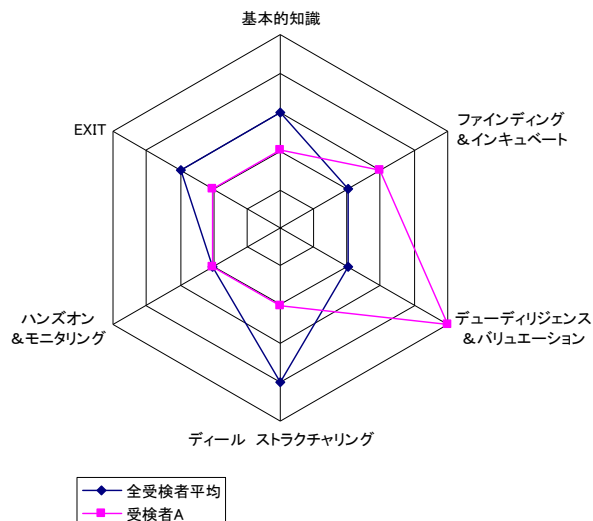 基本的知識
ファインディング
&インキュベート
EXIT
デューディリジェンス
&バリュエーション
ハンズオン
&モニタリング
ディール ストラクチャリング
全受検者平均
受検者A